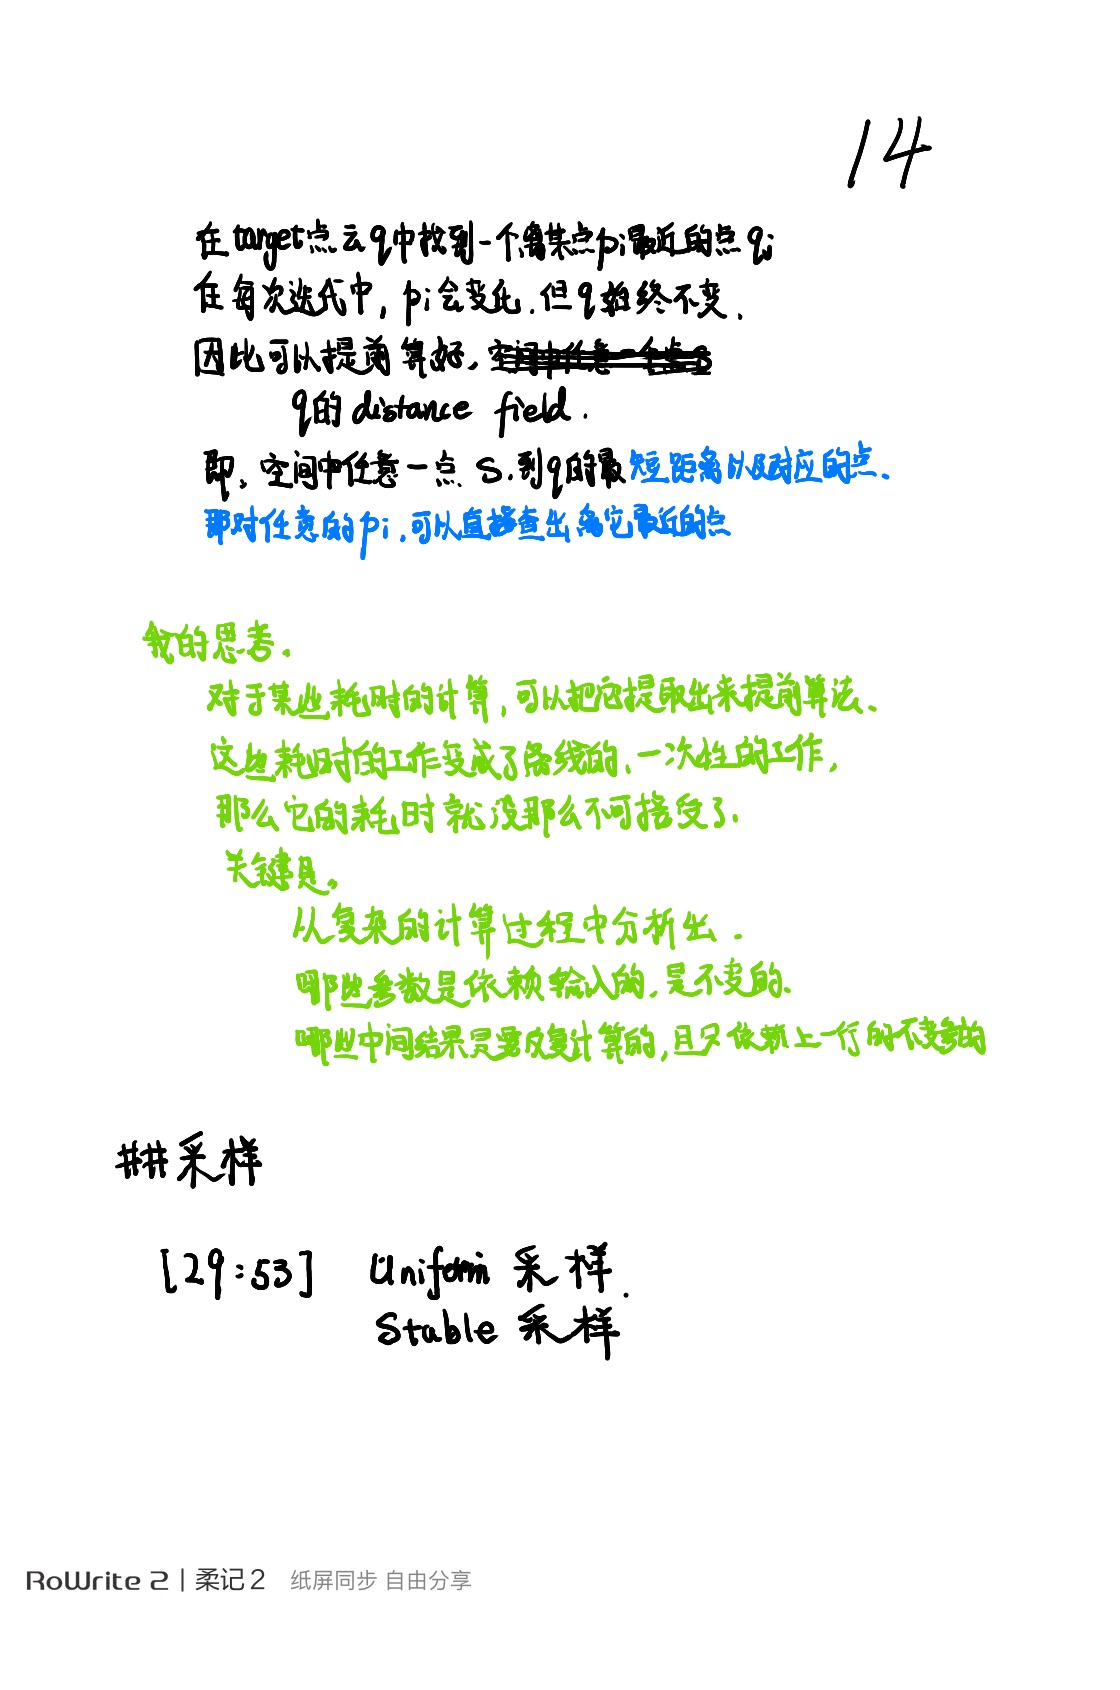 14
在target点云q中找到一个离某点pi最近的点qj
在每次迭代中，pi会变化，但q始终不变、
因此可以提前算好，空间中任意一个点S
q的distance field.
即，空间中任意一点S，到q的最短距离以及对应的点、
那对任意的pi，可以直接查出离它最近的点
我的思考、
对于某些耗时的计算，可以把它提取出来提前算法、
这些耗时的工作变成了离线的、一次性的工作，
那么它的耗时就没那么不可接受了、
关键是。
从复杂的计算过程中分析出、
哪些参数是依赖输入的，是不变的、
哪些中间结果是要反复计算的，且只依赖上一行的不变参的
##采样
[29:53] Uniform 采样.
Stable 采样
RoWrite 2 | 柔记 2 纸屏同步 自由分享